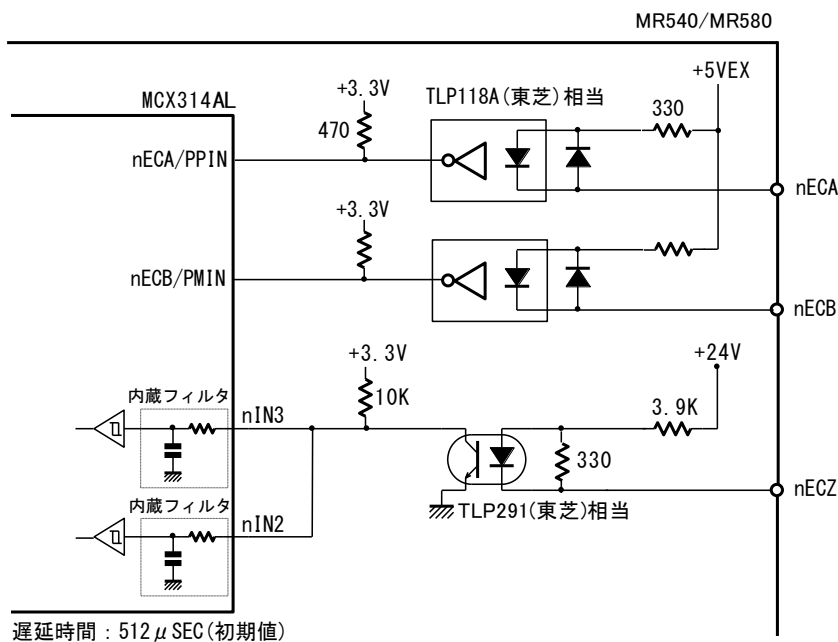 MR540/MR580
+5VEX
MCX314AL
+3.3V
TLP118A(東芝)相当
330
470
nECA/PPIN
nECA
+3.3V
nECB/PMIN
nECB
+3.3V
+24V
内蔵フィルタ
10K
3.9K
nIN3
330
nECZ
内蔵フィルタ
TLP291(東芝)相当
nIN2
遅延時間：512μSEC(初期値)